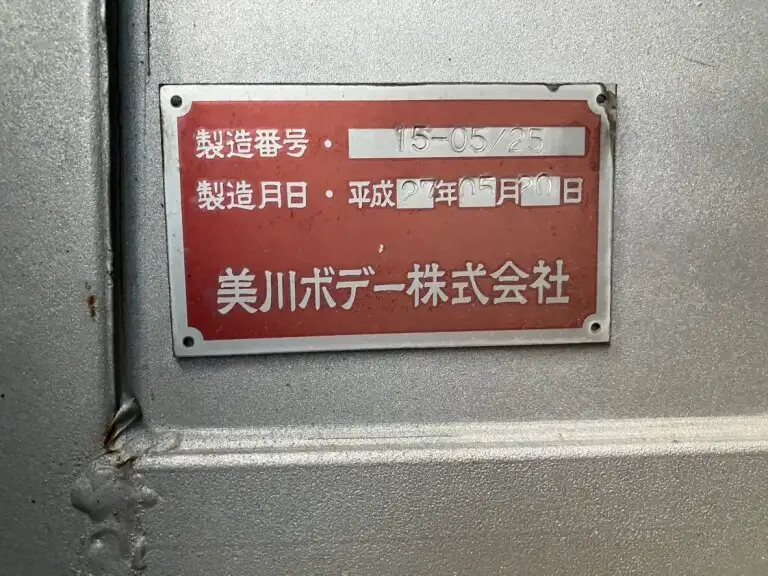 製造番号・ 15-05/25
製造月日・平成27年05月20日
美川ボデー株式会社